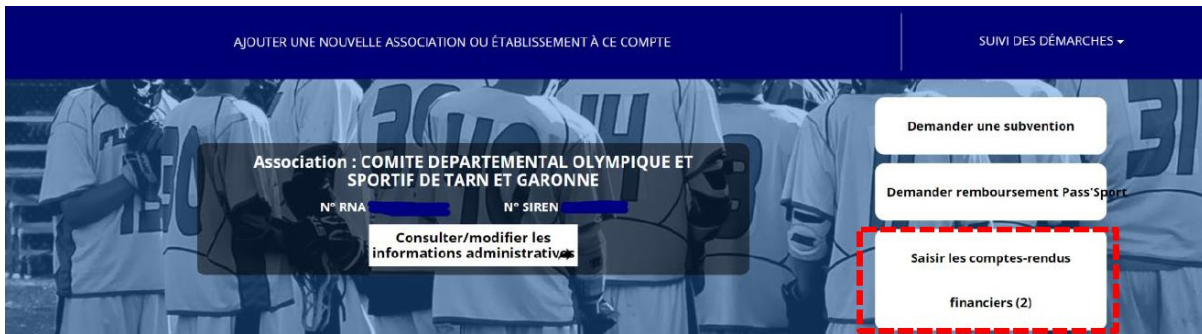 AJOUTER UNE NOUVELLE ASSOCIATION OU ÉTABLISSEMENT À CE COMPTE
SUIVI DES DÉMARCHES
Association : COMITE DEPARTEMENTAL OLYMPIQUE ET
SPORTIF DE TARN ET GARONNE
N° RNA N° SIREN
Consulter/modifier les
informations administratives
Demander une subvention
Demander remboursement Pass'Sport
Saisir les comptes-rendus
financiers (2)